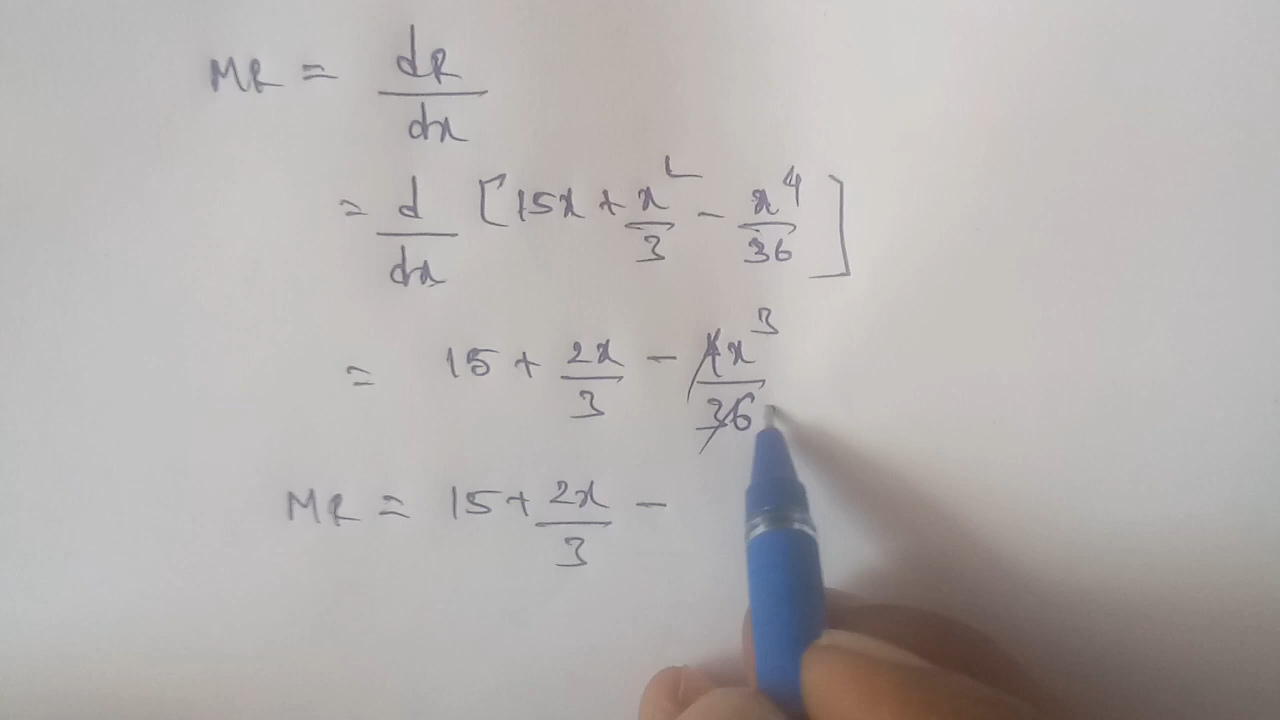 MR = dR/dx
= d/dx [15x + x²/3 - x⁴/36]
= 15 + 2x/3 - 4x³/36
MR = 15 + 2x/3 -